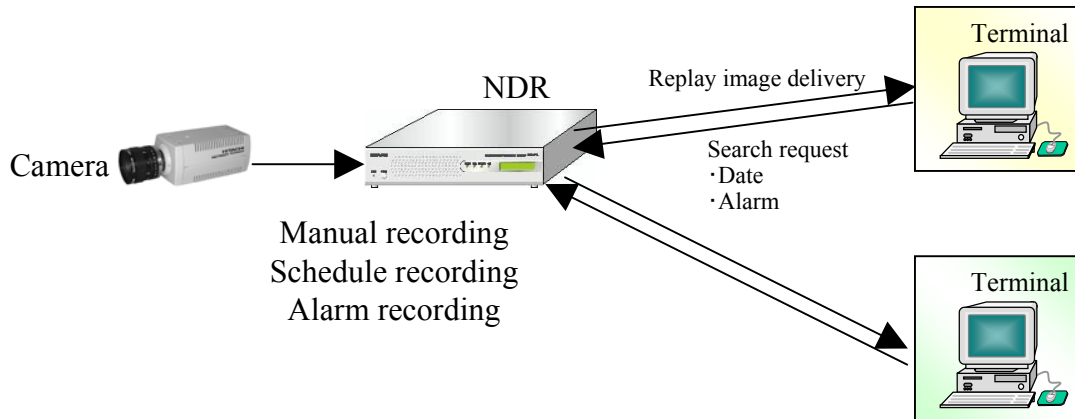 Terminal
Replay image delivery
NDR
Camera
Search request
・Date
・Alarm
Manual recording
Schedule recording
Alarm recording
Terminal